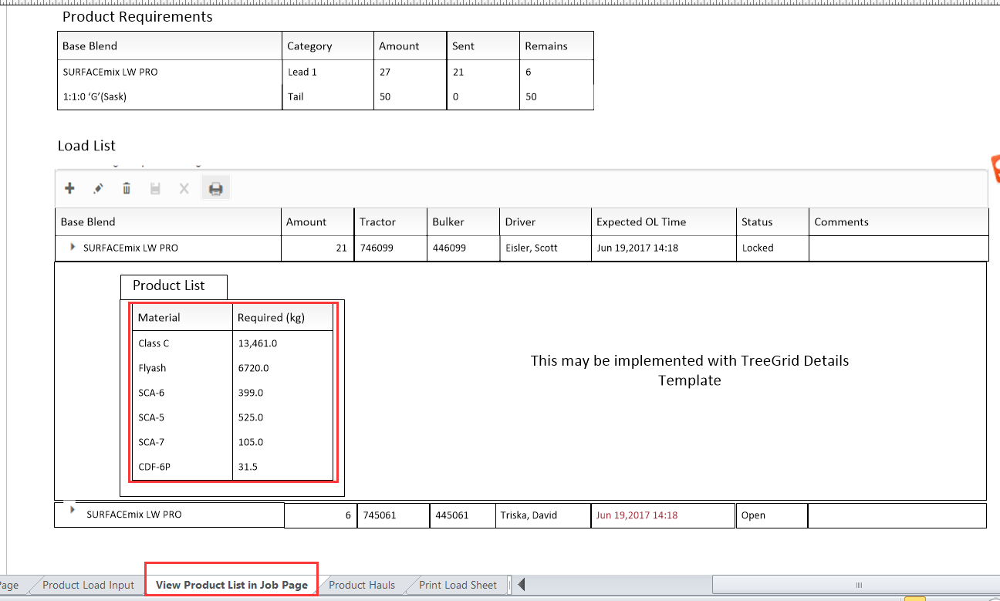 Product Requirements
Base Blend Category Amount Sent Remains
SURFACEmix LW PRO Lead 1 27 21 6
1:1:0 ‘G’(Sask) Tail 50 0 50
Load List
Base Blend Amount Tractor Bulker Driver Expected OL Time Status Comments
SURFACEmix LW PRO 21 746099 446099 Eisler, Scott Jun 19,2017 14:18 Locked
Product List
Material Required (kg)
Class C 13,461.0
Flyash 6720.0
SCA-6 399.0
SCA-5 525.0
SCA-7 105.0
CDF-6P 31.5
This may be implemented with TreeGrid Details
Template
SURFACEmix LW PRO 6 745061 445061 Triska, David Jun 19,2017 14:18 Open
Product Load Input View Product List in Job Page Product Hauls Print Load Sheet